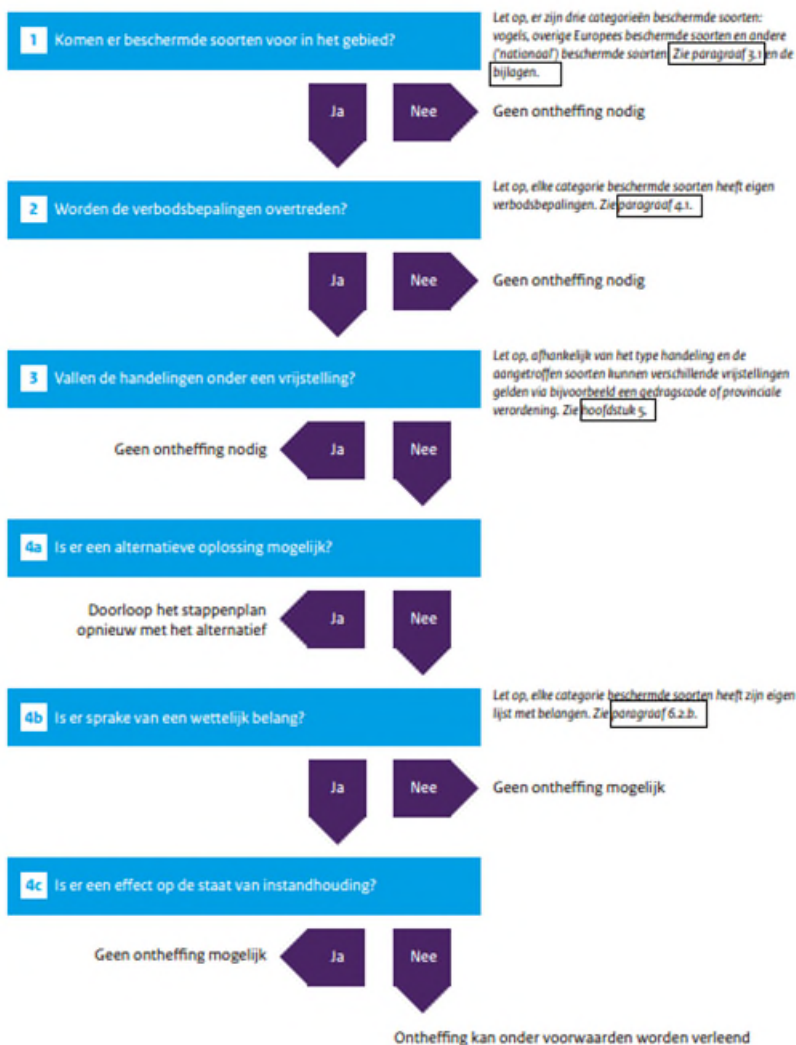 1 Komen er beschermde soorten voor in het gebied?
Let op, er zijn drie categorieën beschermde soorten:
vogels, overige Europees beschermde soorten en andere
('nationaal') beschermde soorten. Zie paragraaf 3.1 en de
bijlagen.
Ja
Nee
Geen ontheffing nodig
2 Worden de verbodsbepalingen overtreden?
Let op, elke categorie beschermde soorten heeft eigen
verbodsbepalingen. Zie paragraaf 4.1.
Ja
Nee
Geen ontheffing nodig
3 Vallen de handelingen onder een vrijstelling?
Let op, afhankelijk van het type handeling en de
aangetroffen soorten kunnen verschillende vrijstellingen
gelden via bijvoorbeeld een gedragscode of provinciale
verordening. Zie hoofdstuk 5.
Geen ontheffing nodig
Ja
Nee
4a Is er een alternatieve oplossing mogelijk?
Doorloop het stappenplan
opnieuw met het alternatief
Ja
Nee
4b Is er sprake van een wettelijk belang?
Let op, elke categorie beschermde soorten heeft zijn eigen
lijst met belangen. Zie paragraaf 6.2.b.
Ja
Nee
Geen ontheffing mogelijk
4c Is er een effect op de staat van instandhouding?
Geen ontheffing mogelijk
Ja
Nee
Ontheffing kan onder voorwaarden worden verleend